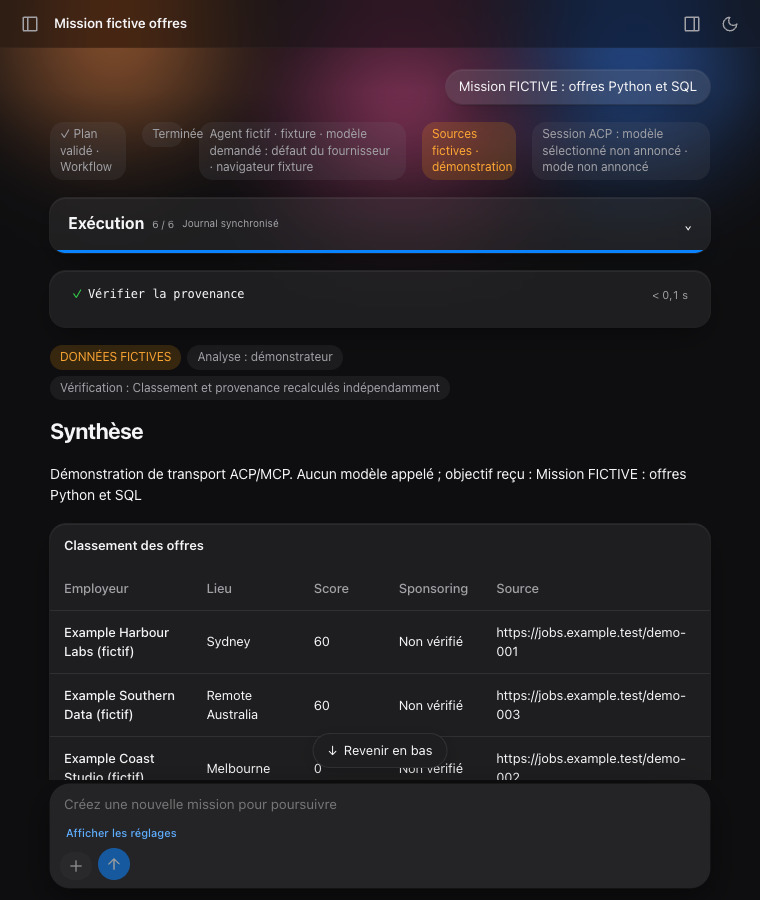 Mission fictive offres
Mission FICTIVE : offres Python et SQL
✓ Plan
validé ·
Workflow
Terminée
Agent fictif · fixture · modèle
demandé : défaut du fournisseur
· navigateur fixture
Sources
fictives ·
démonstration
Session ACP : modèle
sélectionné non annoncé ·
mode non annoncé
Exécution 6 / 6 Journal synchronisé
✓ Vérifier la provenance < 0,1 s
DONNÉES FICTIVES Analyse : démonstrateur
Vérification : Classement et provenance recalculés indépendamment
Synthèse
Démonstration de transport ACP/MCP. Aucun modèle appelé ; objectif reçu : Mission FICTIVE : offres
Python et SQL
Classement des offres
Employeur Lieu Score Sponsoring Source
Example Harbour
Labs (fictif)
Sydney
60
Non vérifié
https://jobs.example.test/demo-
001
Example Southern
Data (fictif)
Remote
Australia
60
Non vérifié
https://jobs.example.test/demo-
003
Example Coast
Studio (fictif)
Melbourne
0
Non vérifié
https://jobs.example.test/demo-
002
↓ Revenir en bas
Créez une nouvelle mission pour poursuivre
Afficher les réglages